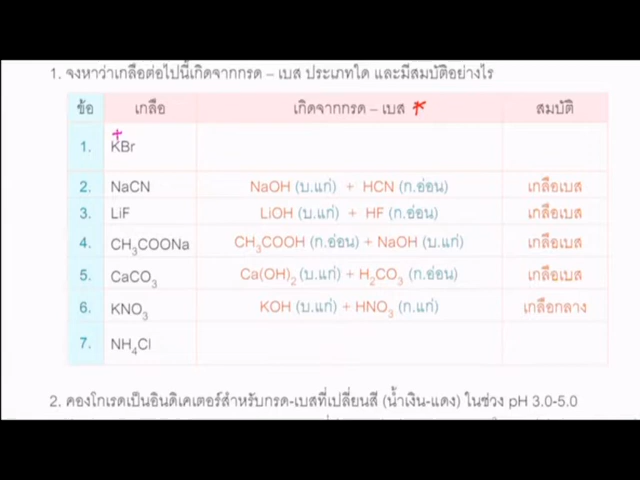 1. จงหาว่าเกลือต่อไปนี้เกิดจากกรด – เบส ประเภทใด และมีสมบัติอย่างไร
ข้อ เกลือ เกิดจากกรด – เบส * สมบัติ
+
1. KBr
2. NaCN NaOH (บ.แก่) + HCN (ก.อ่อน) เกลือเบส
3. LiF LiOH (บ.แก่) + HF (ก.อ่อน) เกลือเบส
4. CH3COONa CH3COOH (ก.อ่อน) + NaOH (บ.แก่) เกลือเบส
5. CaCO3 Ca(OH)2 (บ.แก่) + H2CO3 (ก.อ่อน) เกลือเบส
6. KNO3 KOH (บ.แก่) + HNO3 (ก.แก่) เกลือกลาง
7. NH4Cl
2. คองโกเรดเป็นอินดิเคเตอร์สำหรับกรด-เบสที่เปลี่ยนสี (น้ำเงิน-แดง) ในช่วง pH 3.0-5.0